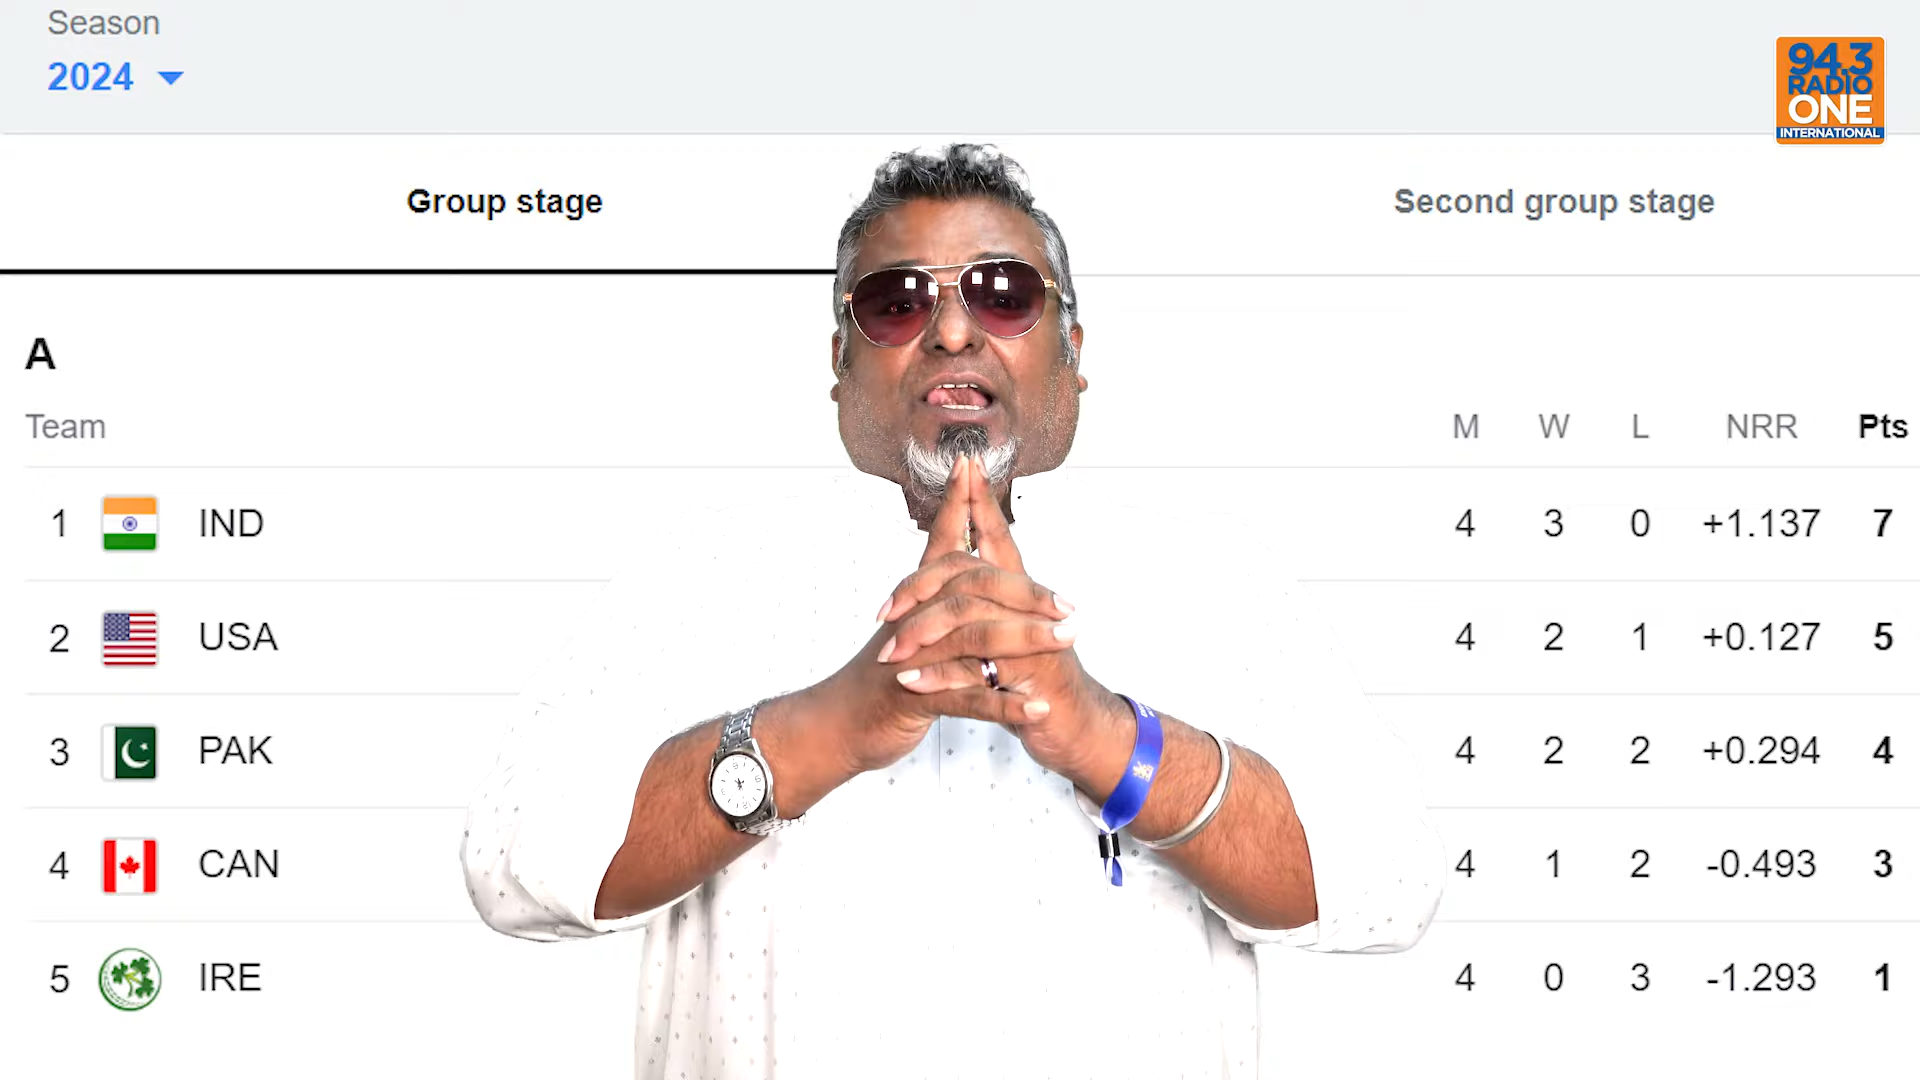 Season
2024
94.3
RADIO
ONE
INTERNATIONAL
Group stage
Second group stage
A
Team M W L NRR Pts
1 IND 4 3 0 +1.137 7
2 USA 4 2 1 +0.127 5
3 PAK 4 2 2 +0.294 4
4 CAN 4 1 2 -0.493 3
5 IRE 4 0 3 -1.293 1